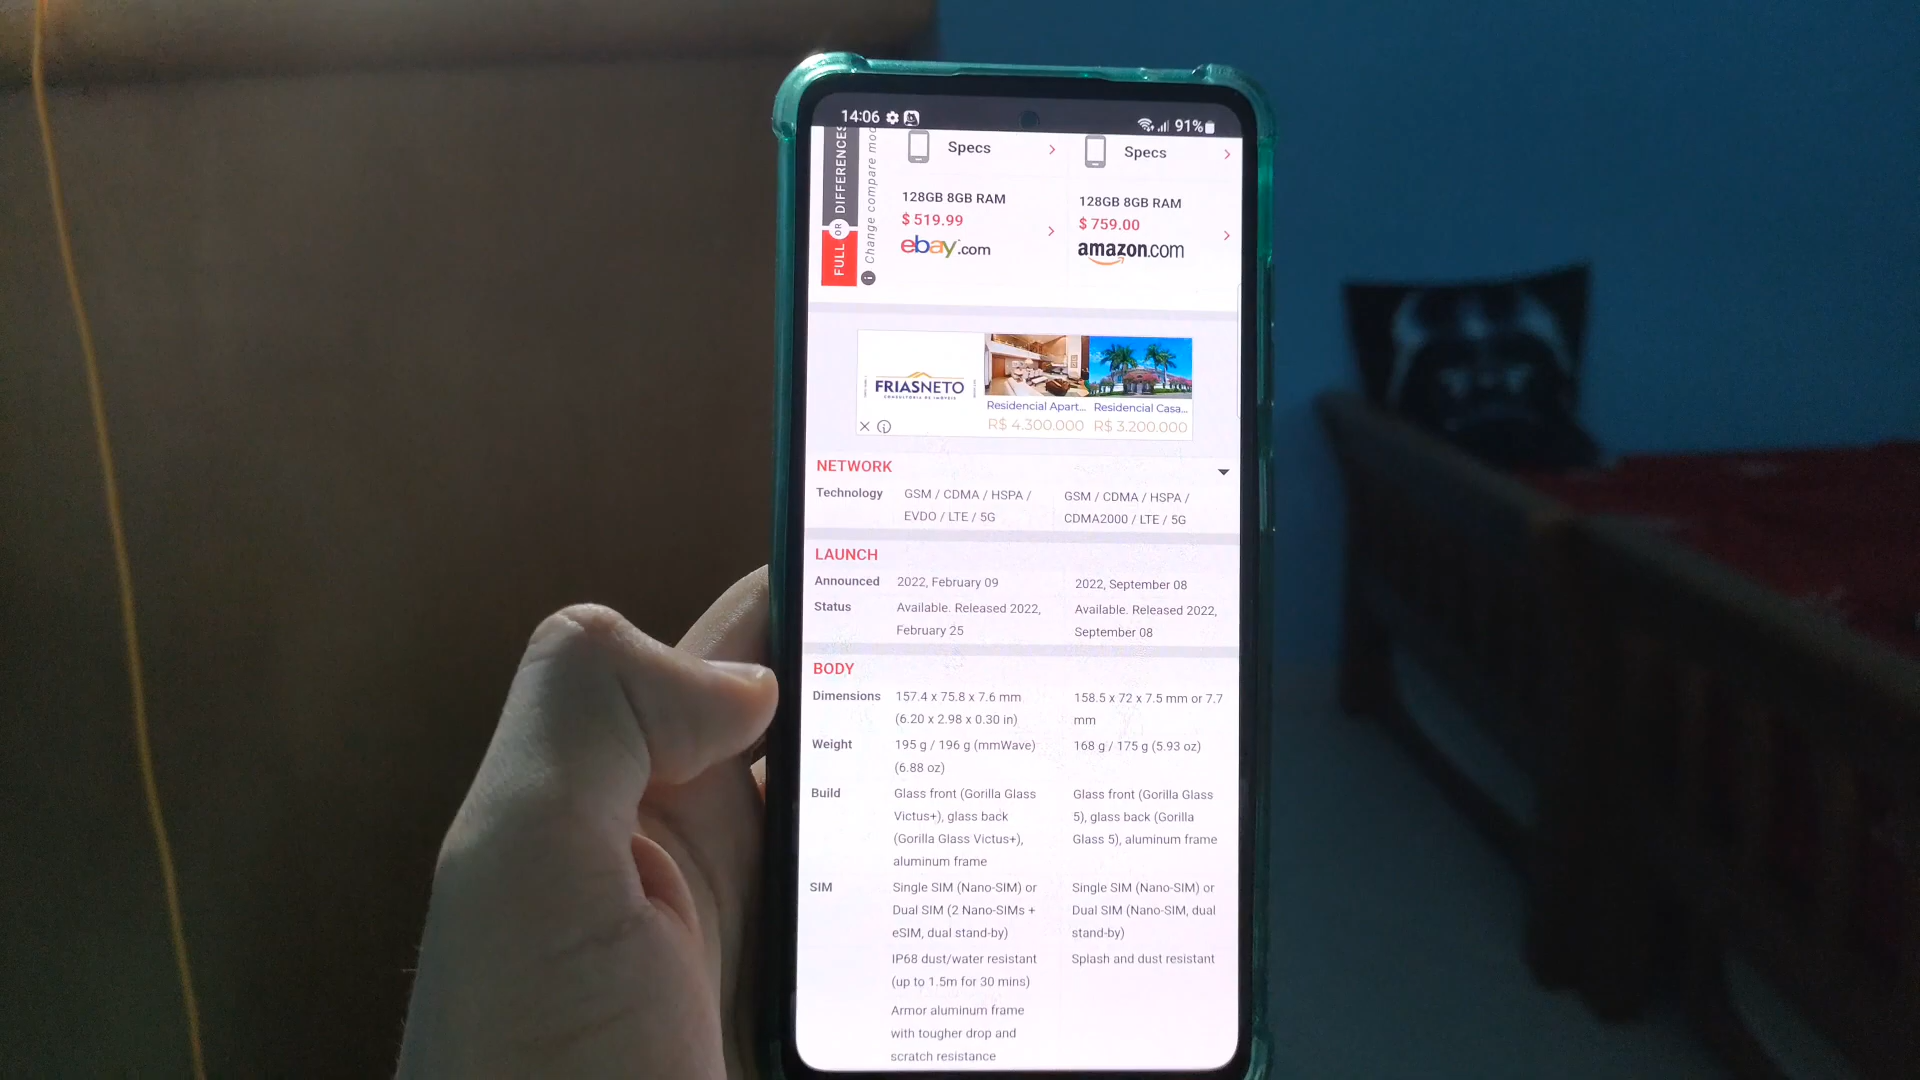 14:06
91%
FULL OR DIFFERENCES
Change compare mod
Specs
Specs
128GB 8GB RAM
$ 519.99
ebay.com
128GB 8GB RAM
$ 759.00
amazon.com
FRIASNETO
CONSULTORIA DE IMÓVEIS
Residencial Apart...
R$ 4.300.000
Residencial Casa...
R$ 3.200.000
NETWORK
Technology
GSM / CDMA / HSPA /
EVDO / LTE / 5G
GSM / CDMA / HSPA /
CDMA2000 / LTE / 5G
LAUNCH
Announced
2022, February 09
2022, September 08
Status
Available. Released 2022,
February 25
Available. Released 2022,
September 08
BODY
Dimensions
157.4 x 75.8 x 7.6 mm
(6.20 x 2.98 x 0.30 in)
158.5 x 72 x 7.5 mm or 7.7
mm
Weight
195 g / 196 g (mmWave)
(6.88 oz)
168 g / 175 g (5.93 oz)
Build
Glass front (Gorilla Glass
Victus+), glass back
(Gorilla Glass Victus+),
aluminum frame
Glass front (Gorilla Glass
5), glass back (Gorilla
Glass 5), aluminum frame
SIM
Single SIM (Nano-SIM) or
Dual SIM (2 Nano-SIMs +
eSIM, dual stand-by)
Single SIM (Nano-SIM) or
Dual SIM (Nano-SIM, dual
stand-by)
IP68 dust/water resistant
(up to 1.5m for 30 mins)
Splash and dust resistant
Armor aluminum frame
with tougher drop and
scratch resistance